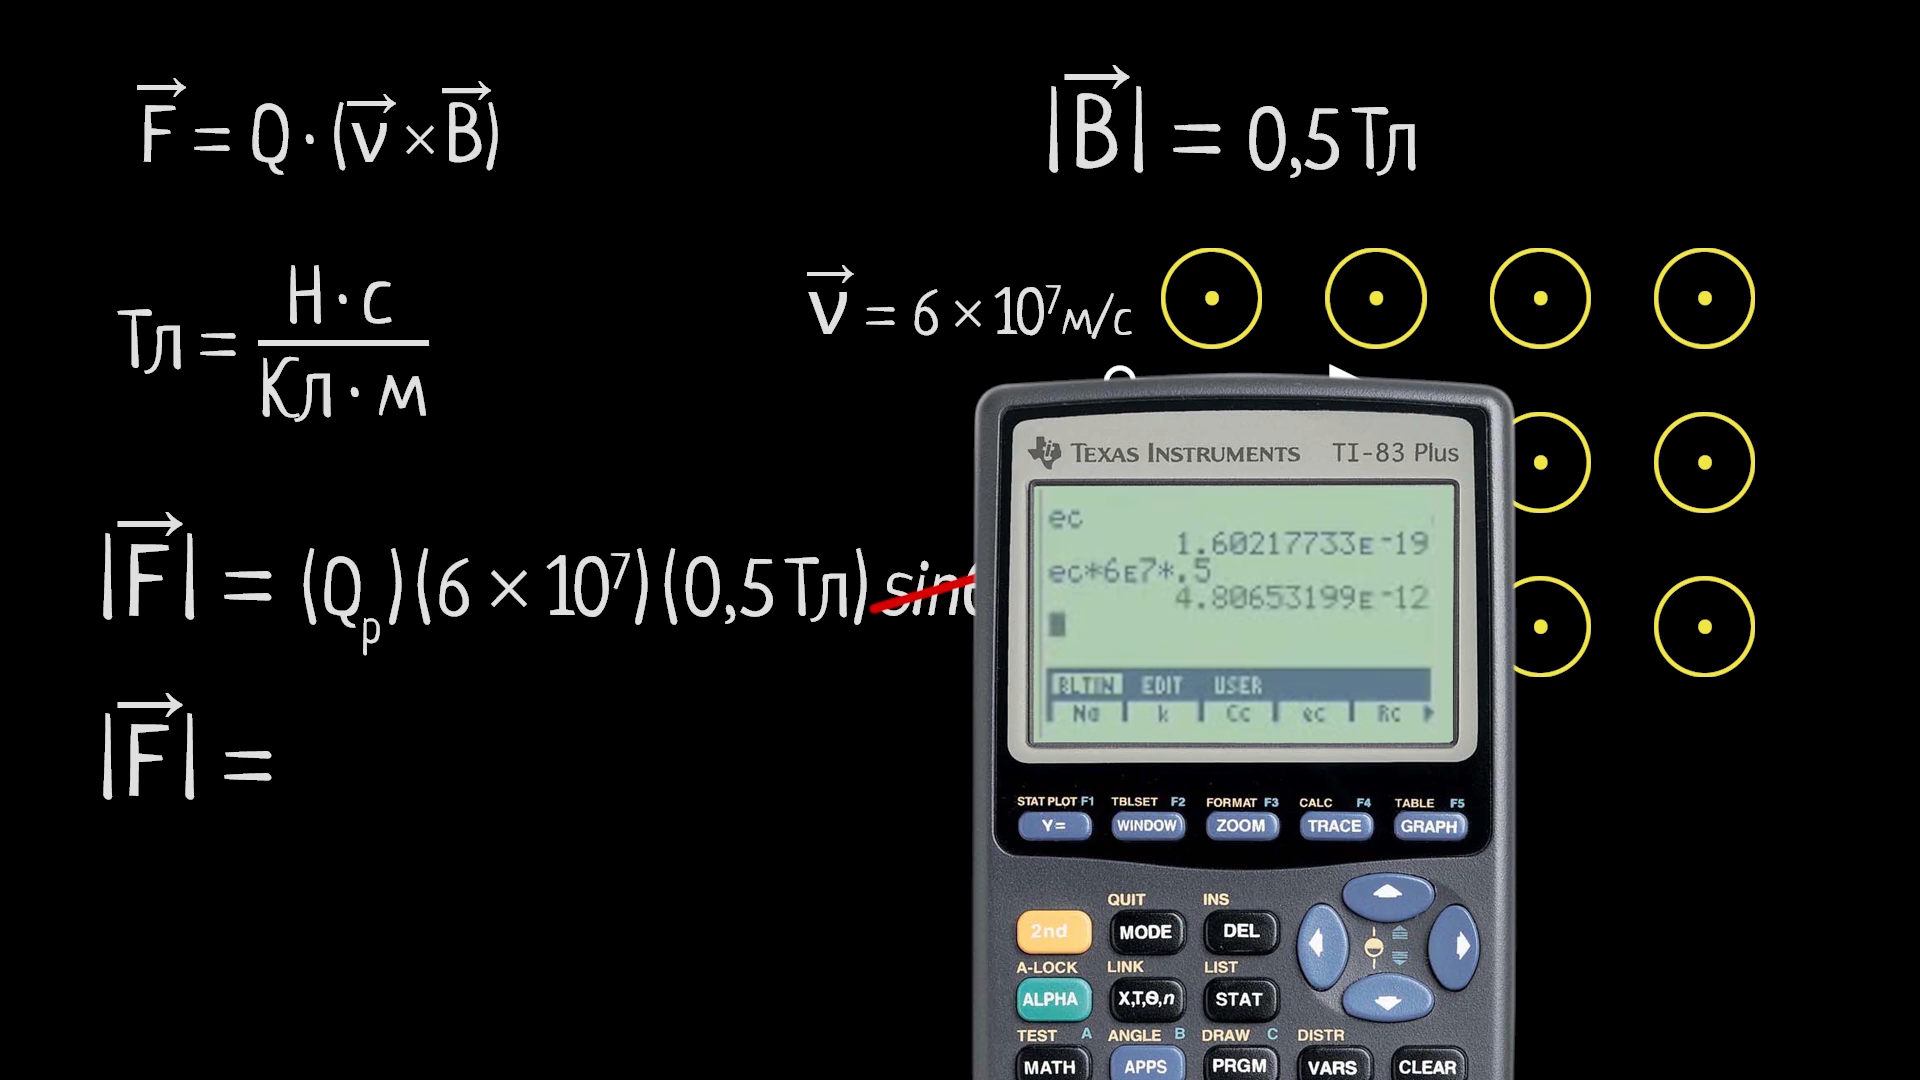 F = Q · (v × B)
|B| = 0,5 Тл
Тл = Н · с / Кл · м
v = 6 × 10⁷ м/с
|F| = (Qₚ)(6 × 10⁷)(0,5 Тл) sinθ
|F| =
TEXAS INSTRUMENTS TI-83 Plus
ec
1.60217733E-19
ec*6E7*.5
4.80653199E-12
BLTIN EDIT USER
Na k Cc ec Rc
STAT PLOT F1 TBLSET F2 FORMAT F3 CALC F4 TABLE F5
Y= WINDOW ZOOM TRACE GRAPH
QUIT INS
2nd MODE DEL
A-LOCK LINK LIST
ALPHA X,T,Θ,n STAT
TEST A ANGLE B DRAW C DISTR
MATH APPS PRGM VARS CLEAR